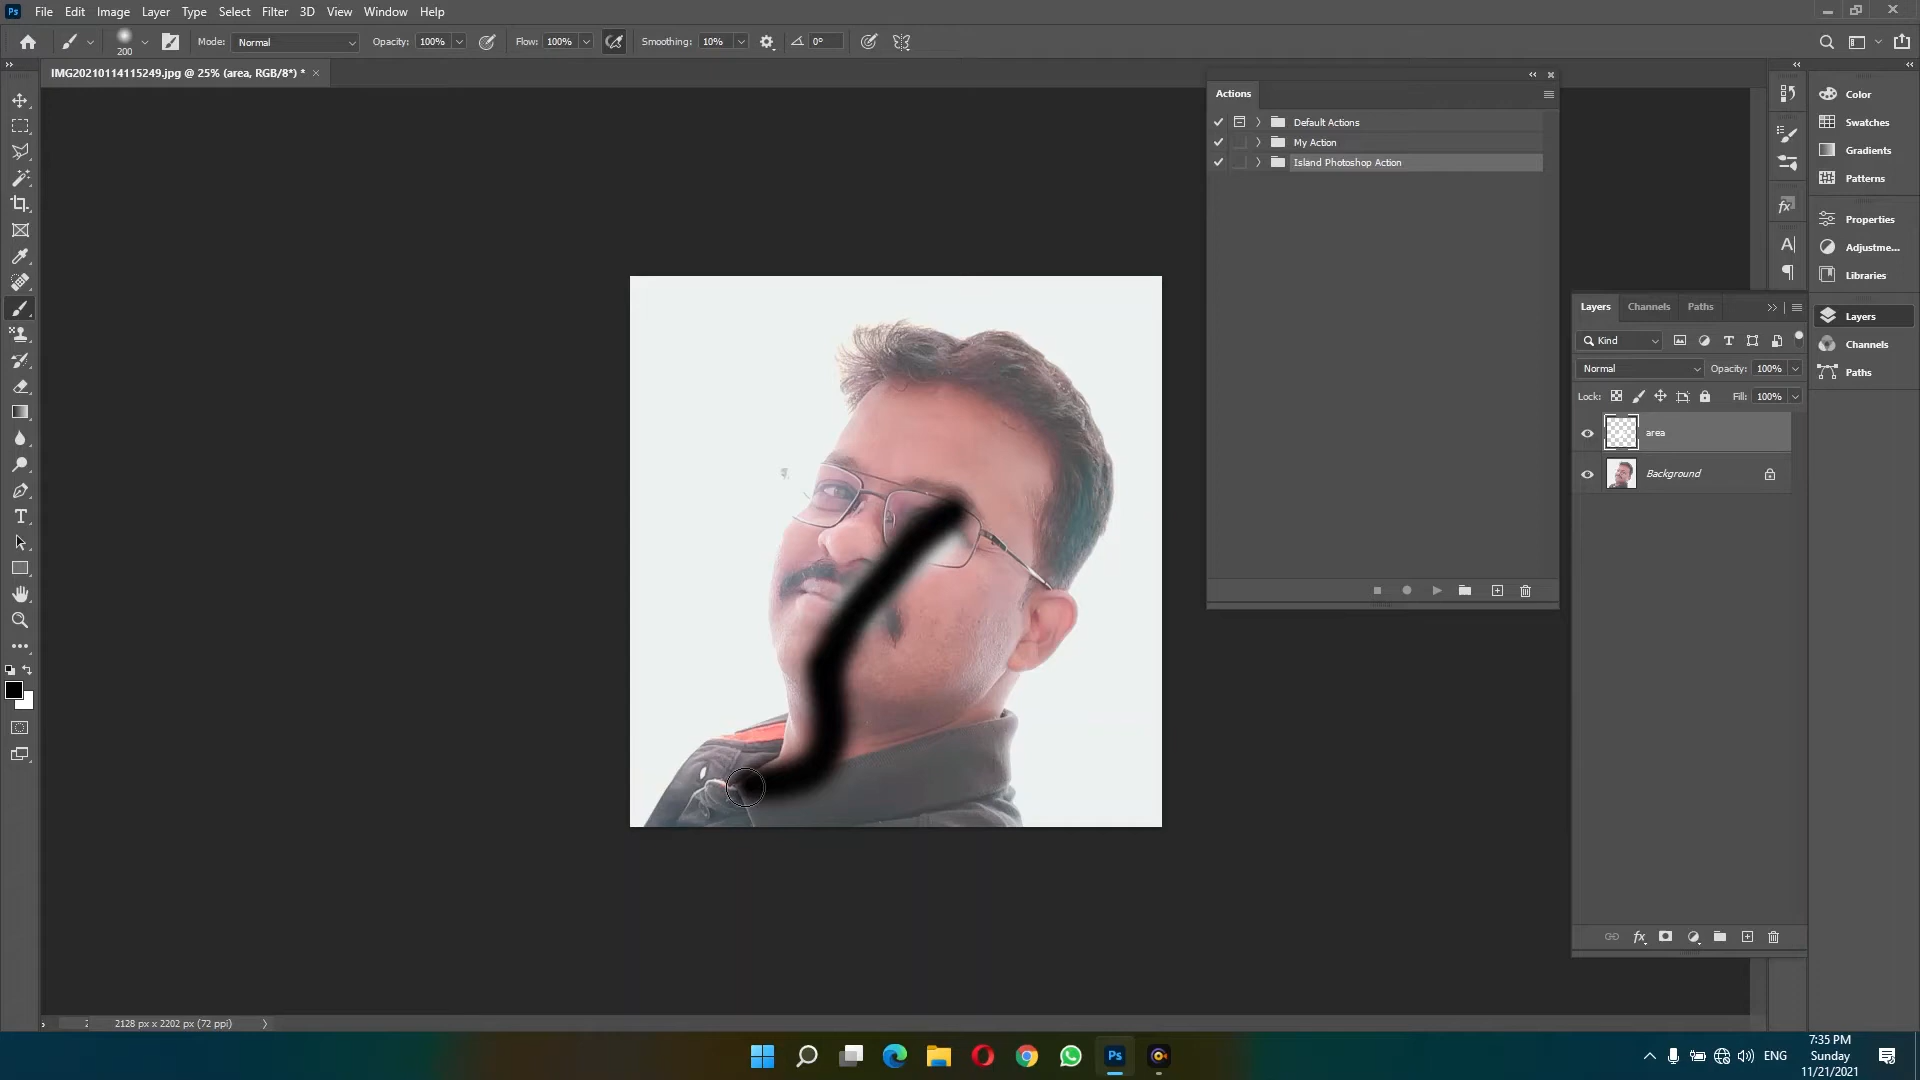 Ps File Edit Image Layer Type Select Filter 3D View Window Help
200 Mode: Normal Opacity: 100% Flow: 100% Smoothing: 10% 0°
IMG20210114115249.jpg @ 25% (area, RGB/8*) * ×
Actions
Default Actions
My Action
Island Photoshop Action
Color
Swatches
Gradients
Patterns
Properties
Adjustme...
Libraries
Layers
Channels
Paths
Layers Channels Paths
Kind
Normal Opacity: 100%
Lock: Fill: 100%
area
Background
2128 px x 2202 px (72 ppi)
Ps
ENG
7:35 PM
Sunday
11/21/2021